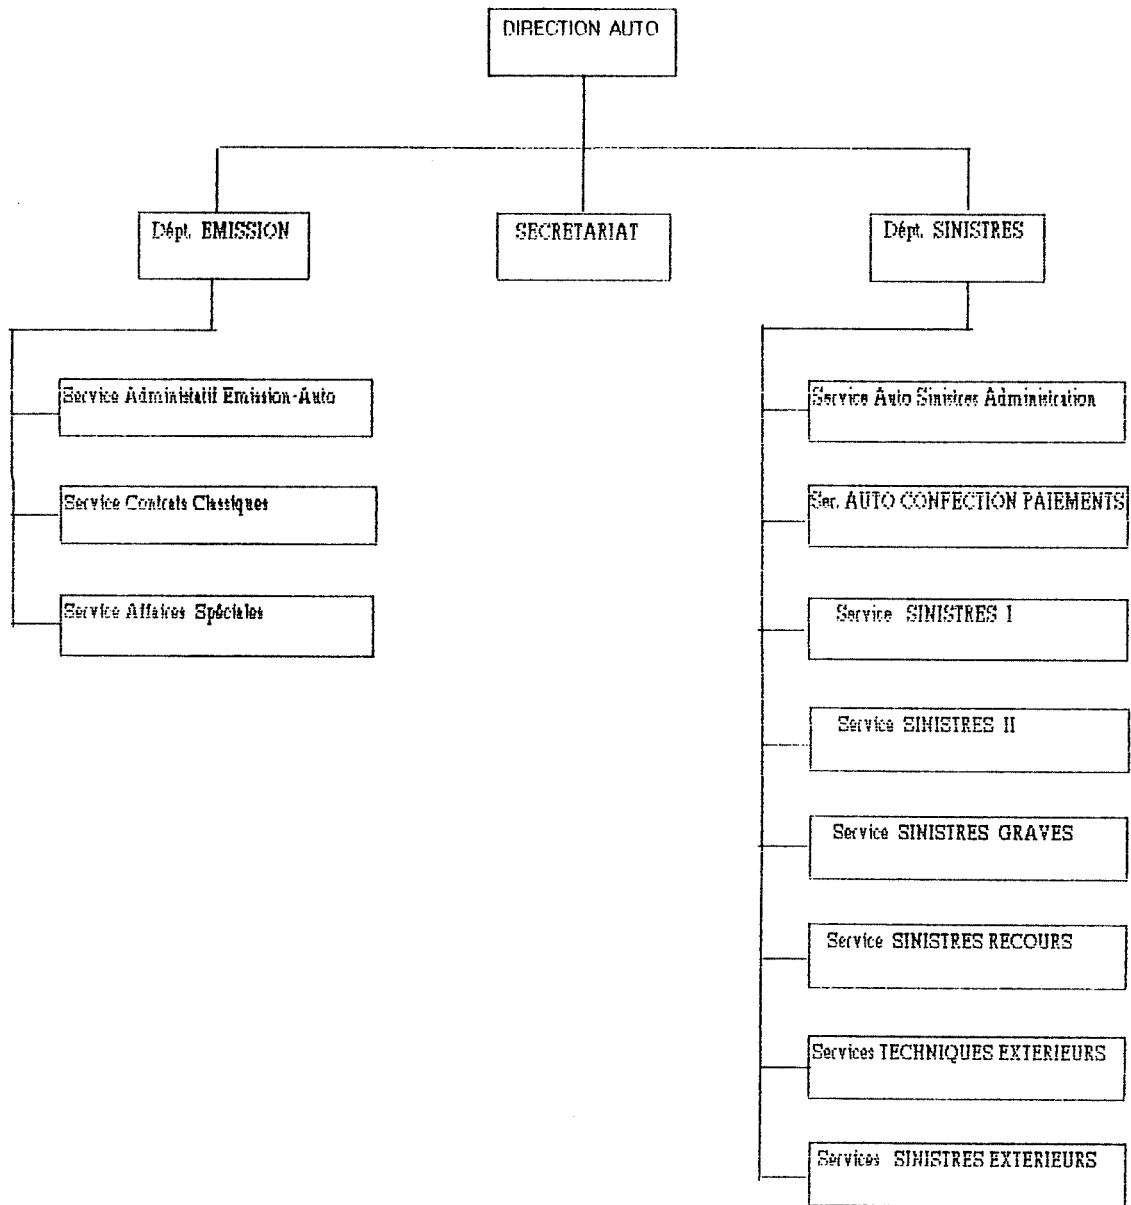 DIRECTION AUTO
Dépt. EMISSION
SECRETARIAT
Dépt. SINISTRES
Service Administatif Emission-Auto
Service Contrats Classiques
Service Affaires Spéciales
Service Auto Sinistres Administration
Ser. AUTO CONFECTION PAIEMENTS
Service SINISTRES I
Service SINISTRES II
Service SINISTRES GRAVES
Service SINISTRES RECOURS
Services TECHNIQUES EXTERIEURS
Services SINISTRES EXTERIEURS